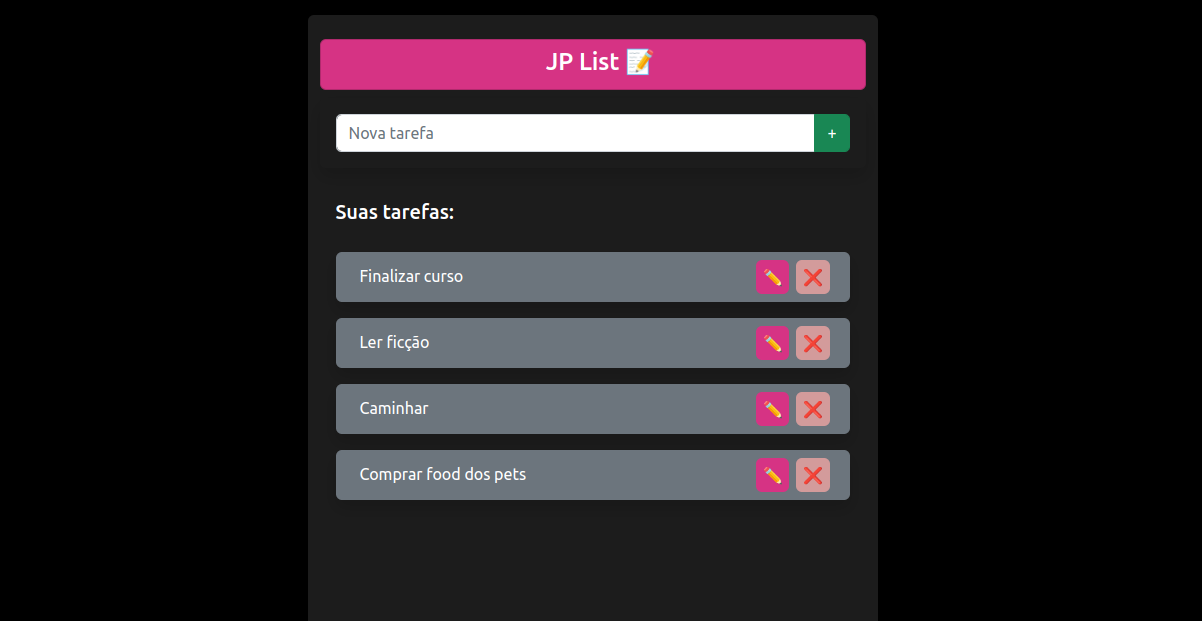 JP List 📝
Nova tarefa
+
Suas tarefas:
Finalizar curso
Ler ficção
Caminhar
Comprar food dos pets